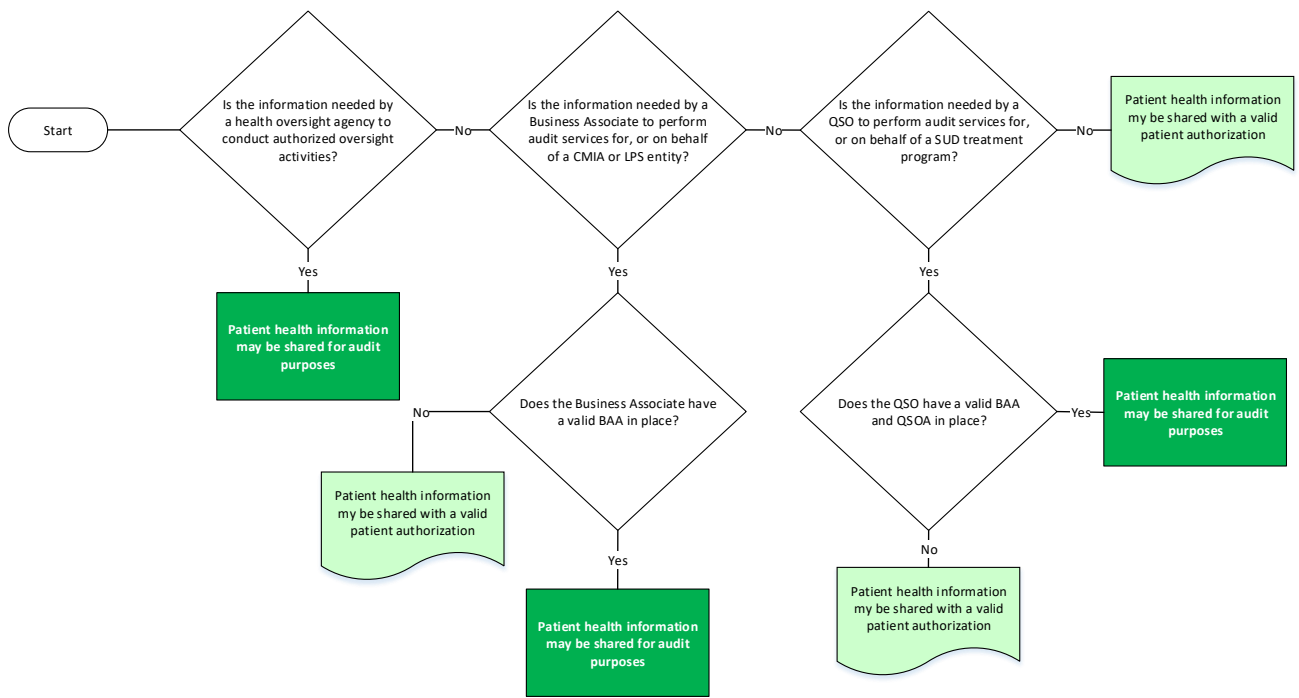 Start
Is the information needed by
a health oversight agency to
conduct authorized oversight
activities?
No
Is the information needed by a
Business Associate to perform
audit services for, or on behalf
of a CMIA or LPS entity?
No
Is the information needed by a
QSO to perform audit services for,
or on behalf of a SUD treatment
program?
No
Patient health information
my be shared with a valid
patient authorization
Yes
Yes
Yes
Patient health information
may be shared for audit
purposes
No
Does the Business Associate have
a valid BAA in place?
Does the QSO have a valid BAA
and QSOA in place?
Yes
Patient health information
may be shared for audit
purposes
Patient health information
my be shared with a valid
patient authorization
Yes
No
Patient health information
may be shared for audit
purposes
Patient health information
my be shared with a valid
patient authorization